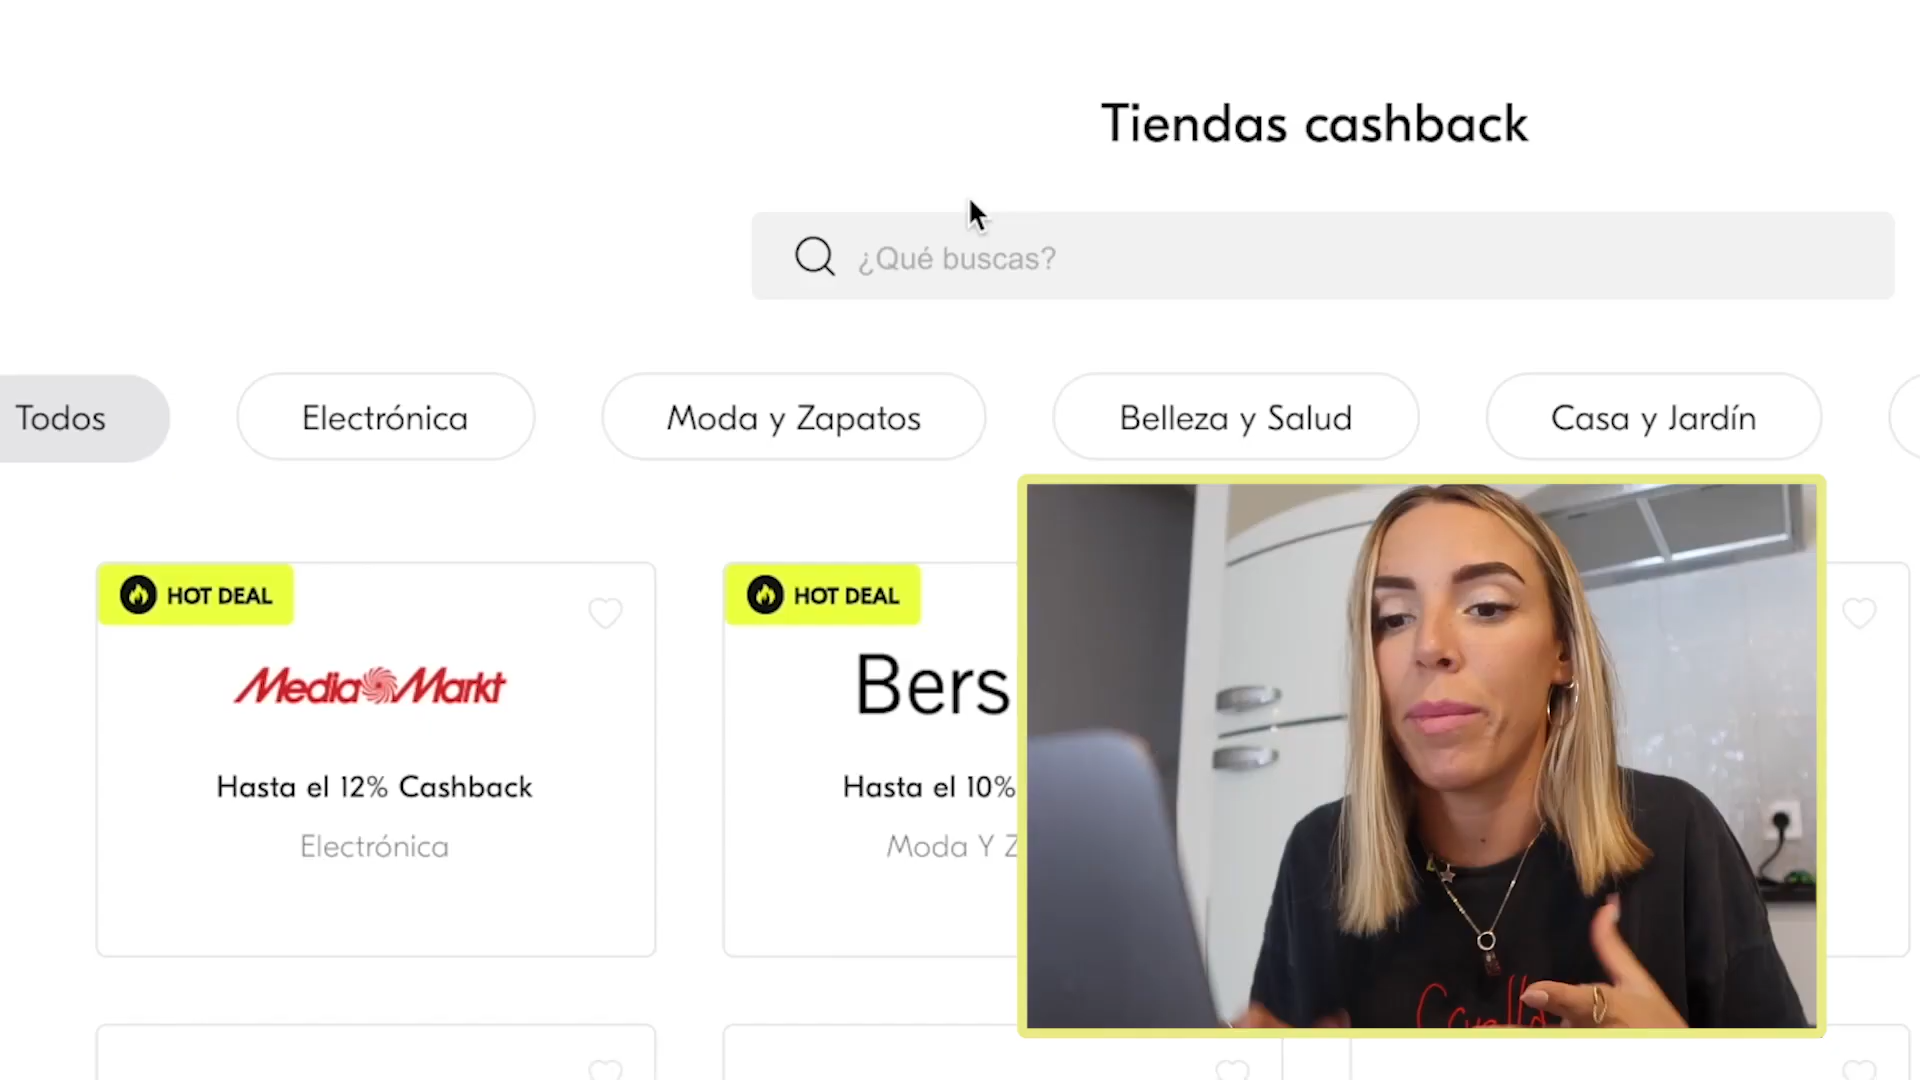 Tiendas cashback
¿Qué buscas?
Todos
Electrónica
Moda y Zapatos
Belleza y Salud
Casa y Jardín
HOT DEAL
MediaMarkt
Hasta el 12% Cashback
Electrónica
HOT DEAL
Bers
Hasta el 10%
Moda Y Z